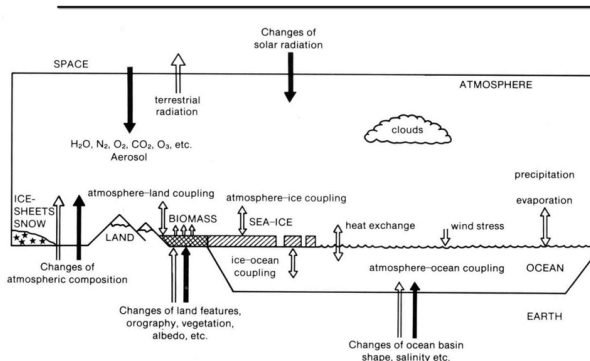 Changes of
solar radiation
SPACE
ATMOSPHERE
terrestrial
radiation
H₂O, N₂, O₂, CO₂, O₃, etc.
Aerosol
clouds
precipitation
evaporation
ICE-
SHEETS
SNOW
atmosphere–land coupling
atmosphere–ice coupling
BIOMASS
SEA-ICE
heat exchange
wind stress
LAND
Changes of
atmospheric composition
ice–ocean
coupling
atmosphere–ocean coupling
OCEAN
EARTH
Changes of land features,
orography, vegetation,
albedo, etc.
Changes of ocean basin
shape, salinity etc.